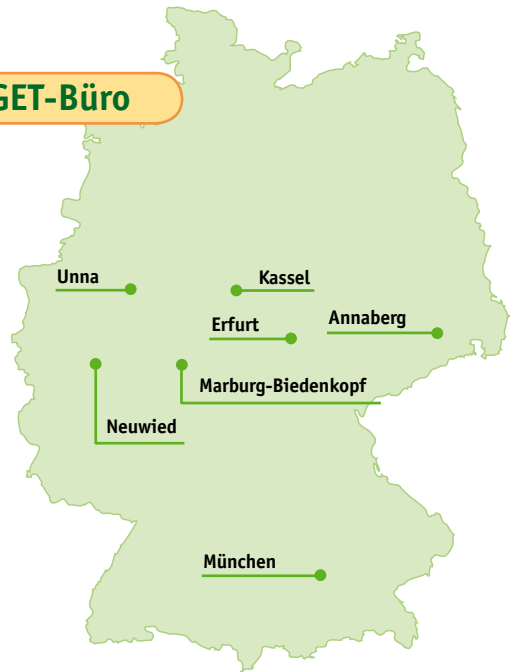 GET-Büro
Unna
Kassel
Erfurt
Annaberg
Marburg-Biedenkopf
Neuwied
München